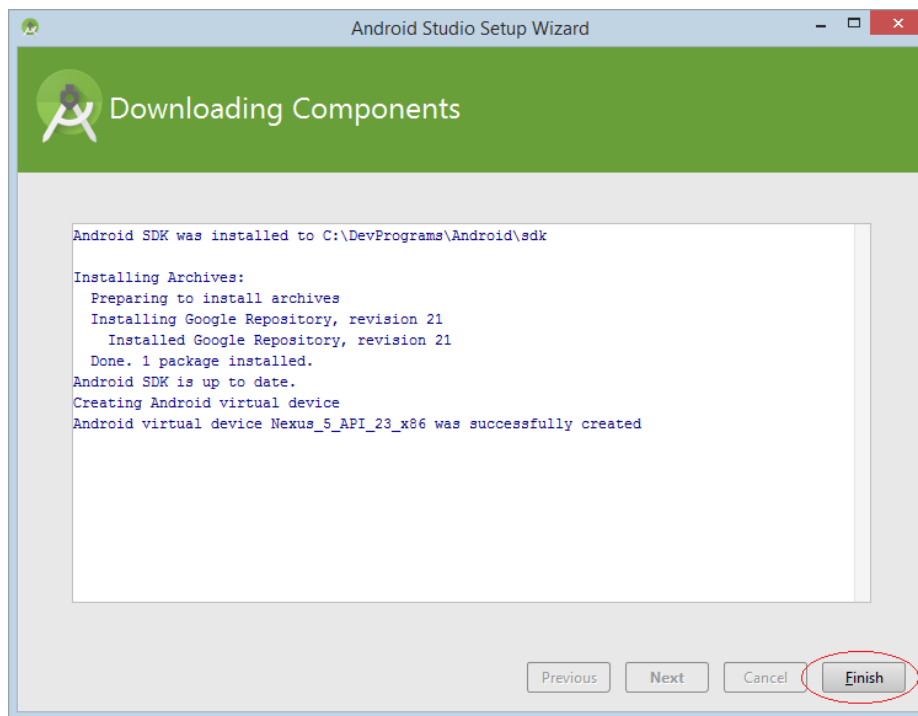 Android Studio Setup Wizard
Downloading Components
Android SDK was installed to C:\DevPrograms\Android\sdk
Installing Archives:
Preparing to install archives
Installing Google Repository, revision 21
Installed Google Repository, revision 21
Done. 1 package installed.
Android SDK is up to date.
Creating Android virtual device
Android virtual device Nexus_5_API_23_x86 was successfully created
Previous Next Cancel Finish